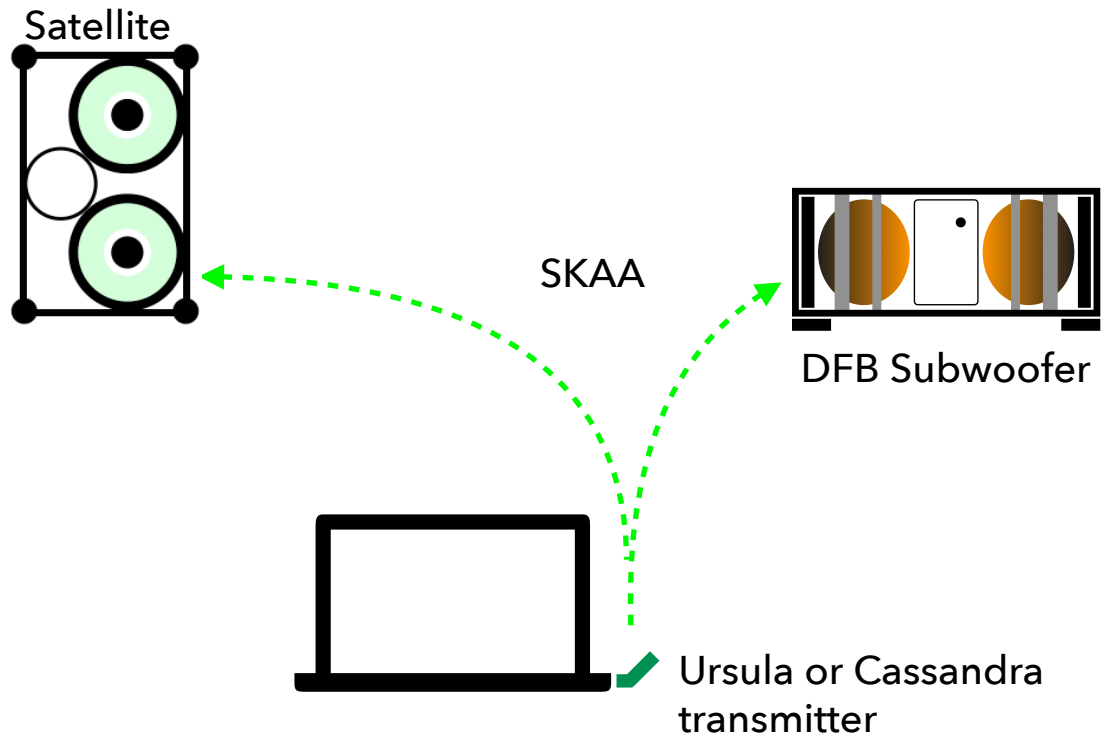 Satellite
SKAA
DFB Subwoofer
Ursula or Cassandra
transmitter